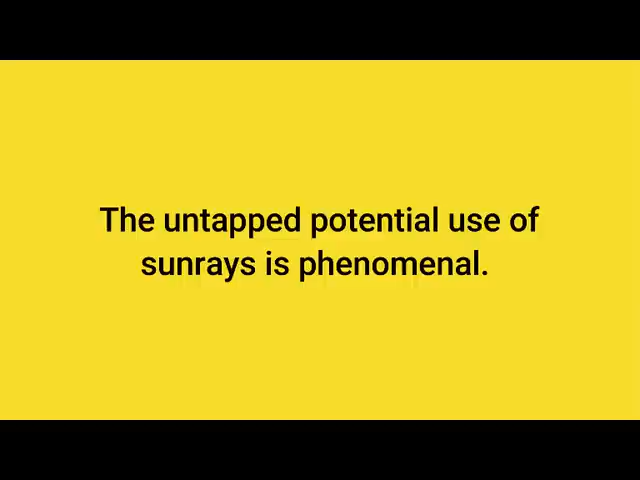 The untapped potential use of
sunrays is phenomenal.